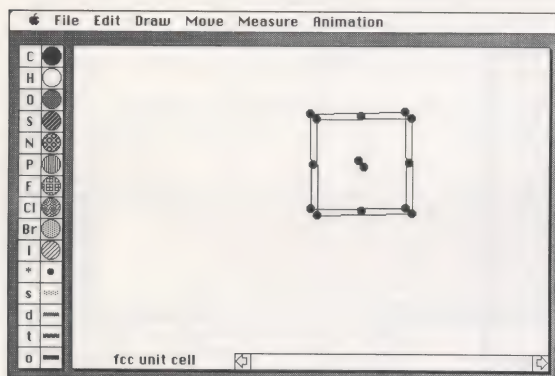 File Edit Draw Move Measure Animation
C
H
O
S
N
P
F
Cl
Br
I
*
s
d
t
o
fcc unit cell